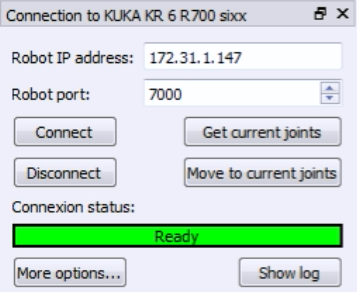 Connection to KUKA KR 6 R700 sixx
Robot IP address: 172.31.1.147
Robot port: 7000
Connect Get current joints
Disconnect Move to current joints
Connexion status:
Ready
More options... Show log